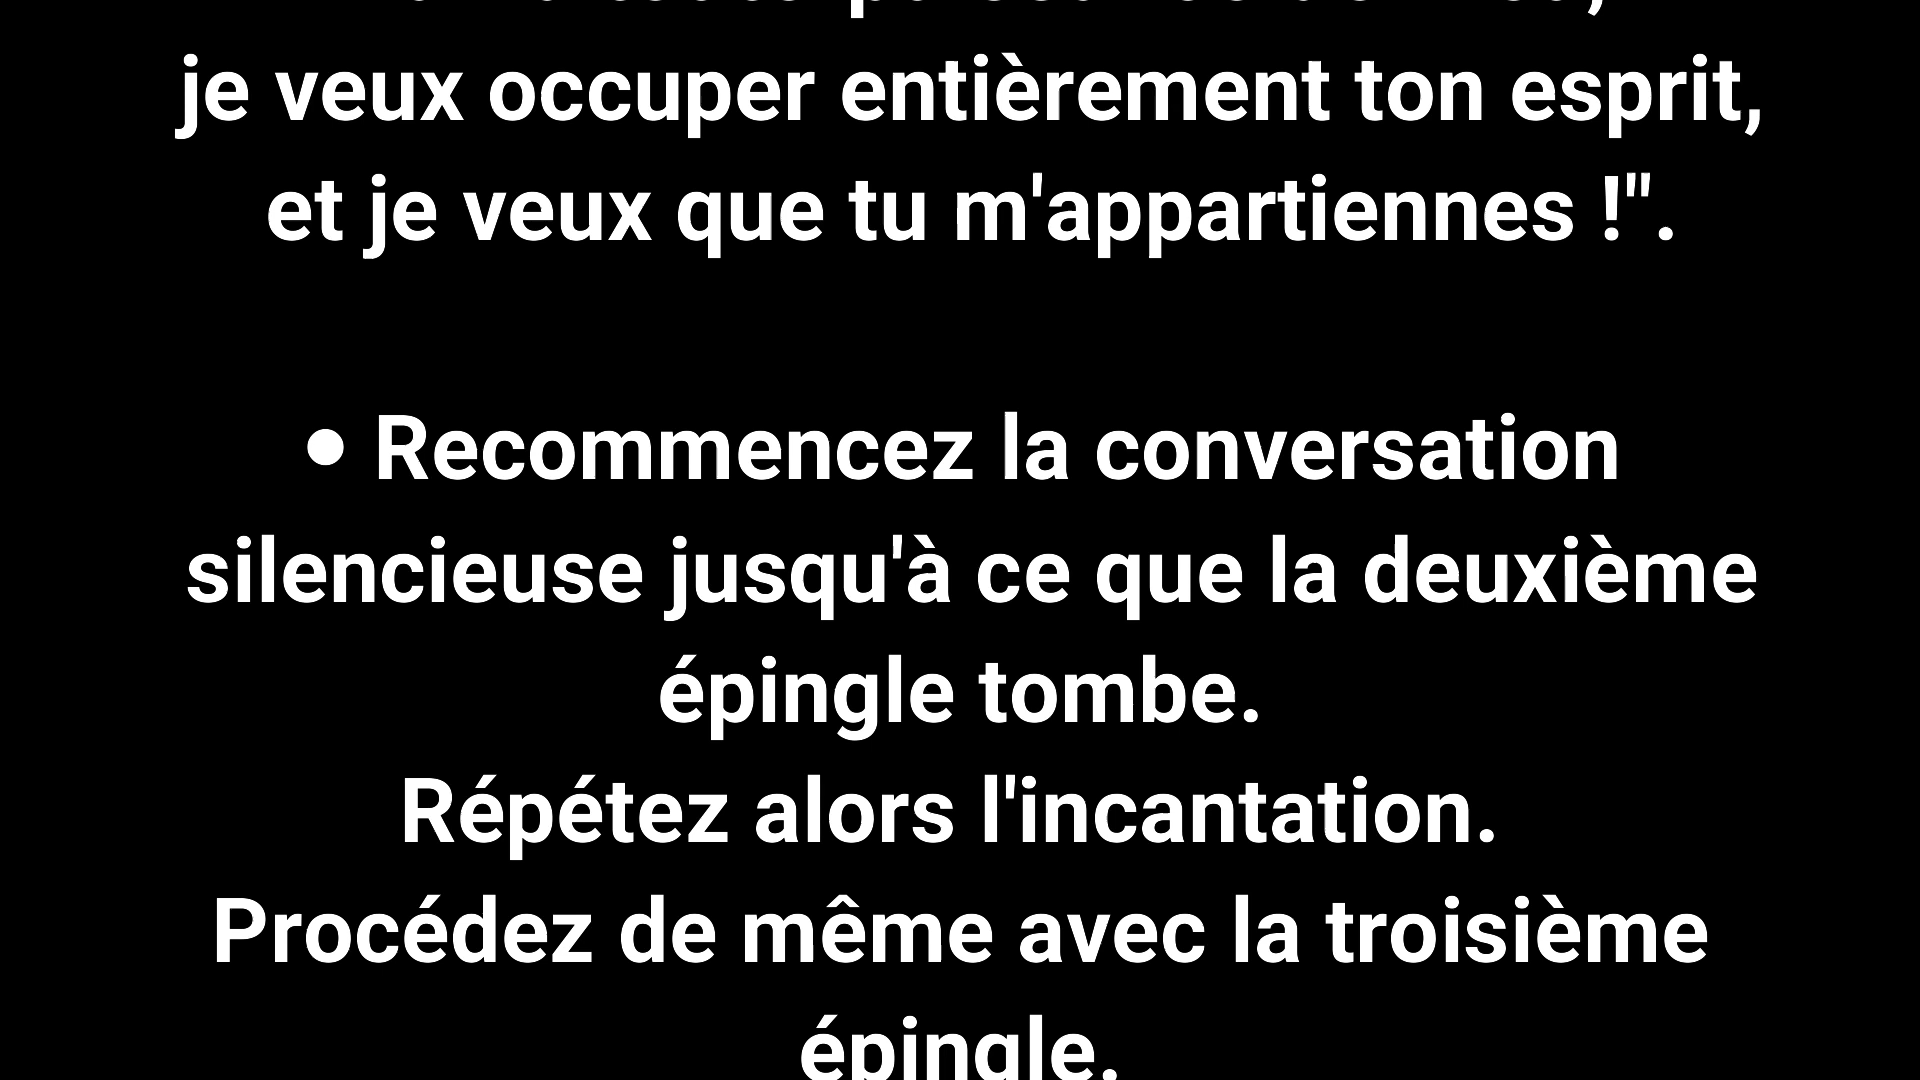 je veux occuper entièrement ton esprit,
et je veux que tu m'appartiennes !".
• Recommencez la conversation
silencieuse jusqu'à ce que la deuxième
épingle tombe.
Répétez alors l'incantation.
Procédez de même avec la troisième
épingle.